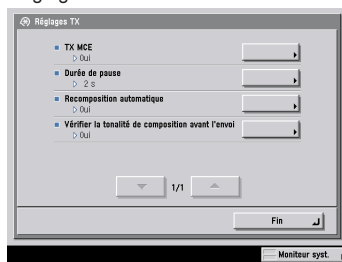 Réglages TX
TX MCE
Oui
Durée de pause
2 s
Recomposition automatique
Oui
Vérifier la tonalité de composition avant l'envoi
Oui
1/1
Fin
Moniteur syst.